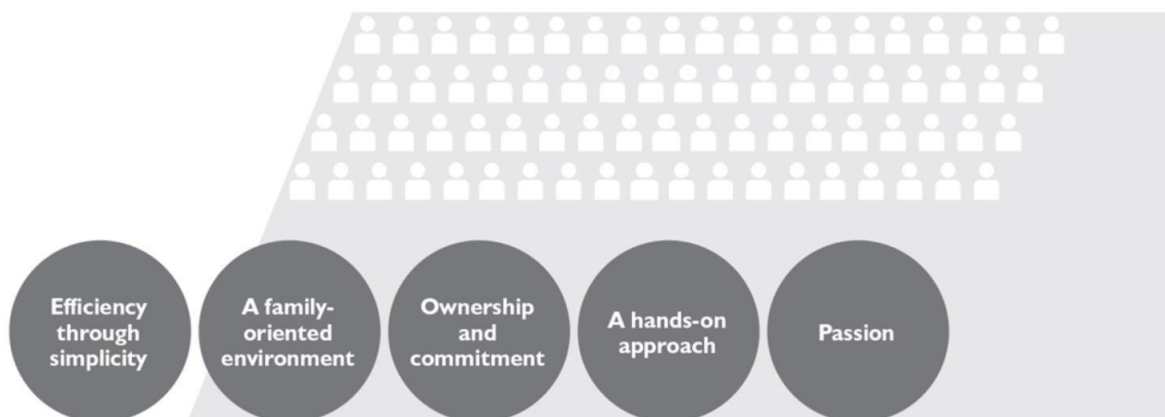 Efficiency
through
simplicity
A family-
oriented
environment
Ownership
and
commitment
A hands-on
approach
Passion